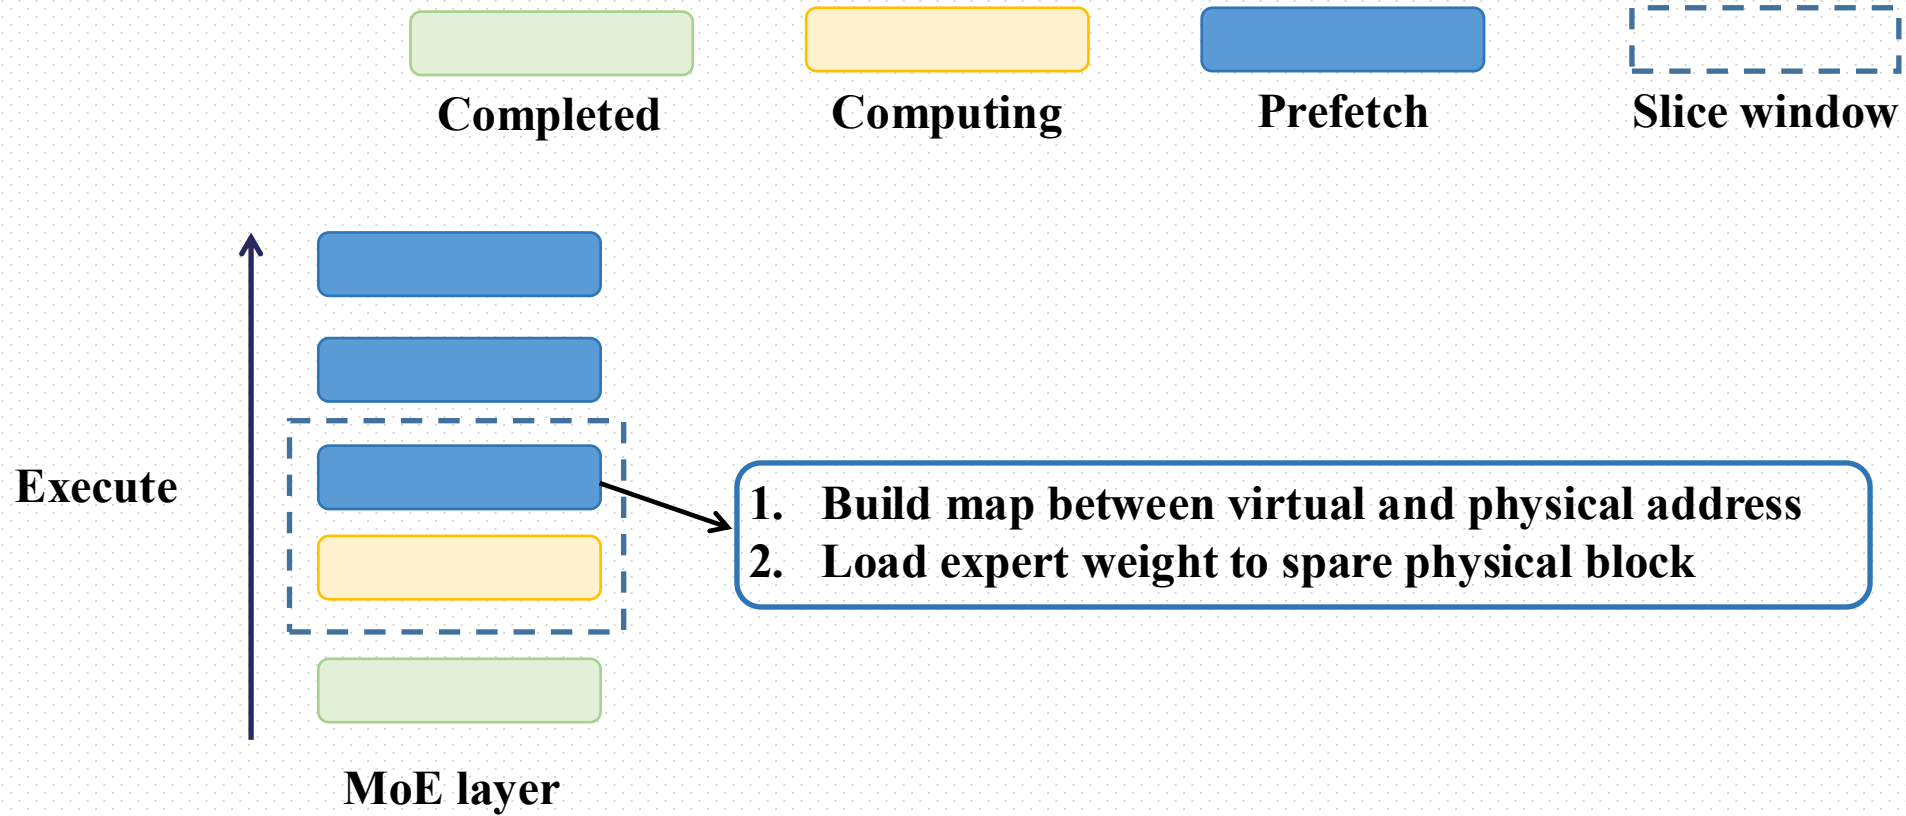 Completed
Computing
Prefetch
Slice window
Execute
1. Build map between virtual and physical address
2. Load expert weight to spare physical block
MoE layer